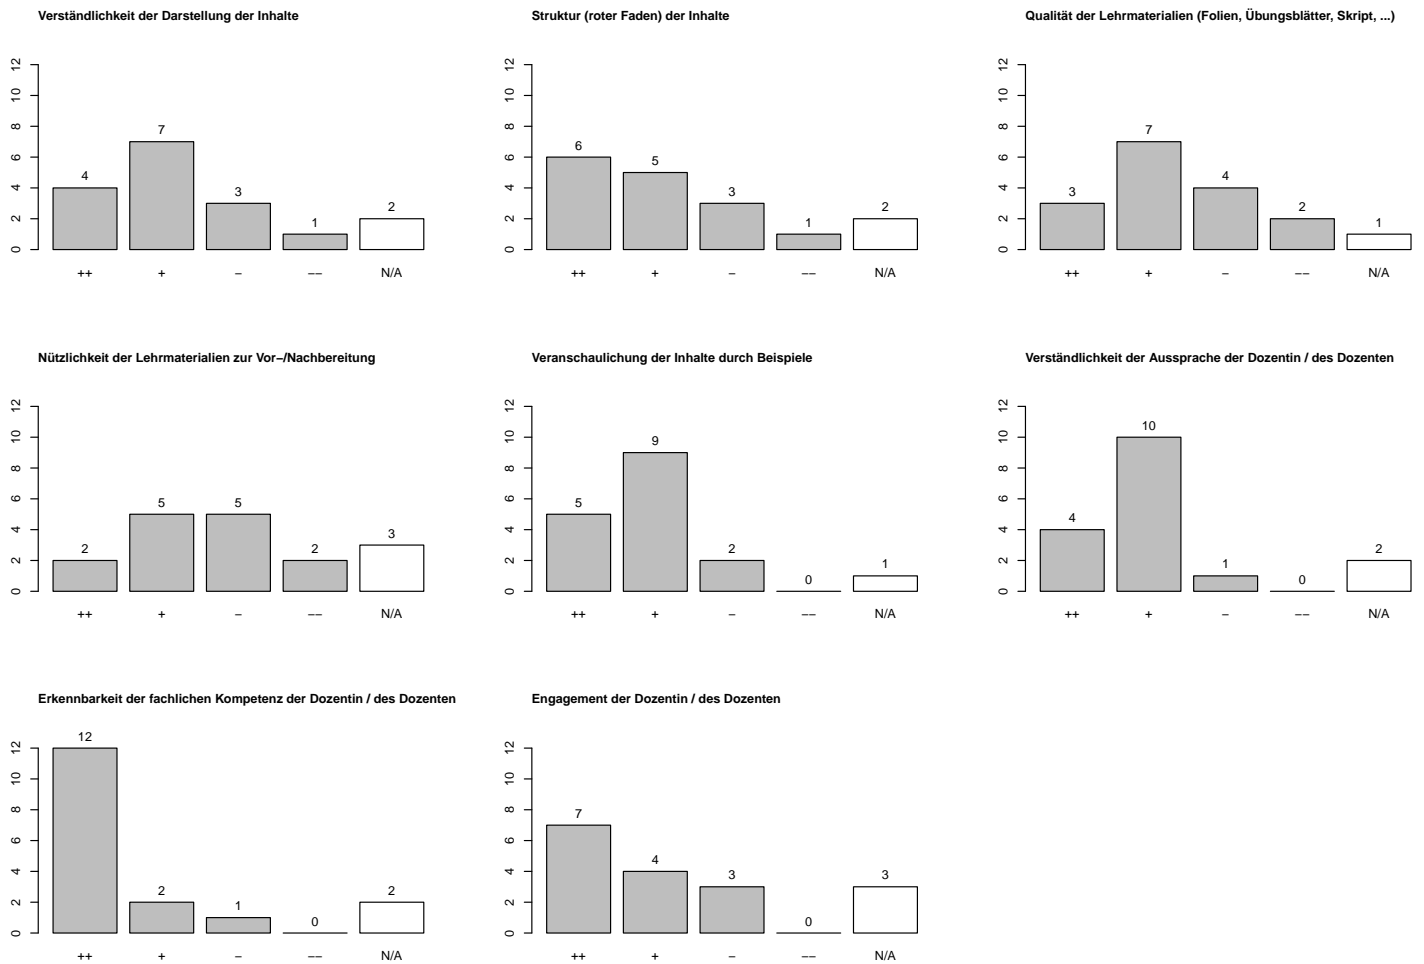 Verständlichkeit der Darstellung der Inhalte
0 2 4 6 8 10 12
4 7 3 1 2
++ + − −− N/A
Struktur (roter Faden) der Inhalte
0 2 4 6 8 10 12
6 5 3 1 2
++ + − −− N/A
Qualität der Lehrmaterialien (Folien, Übungsblätter, Skript, ...)
0 2 4 6 8 10 12
3 7 4 2 1
++ + − −− N/A
Nützlichkeit der Lehrmaterialien zur Vor−/Nachbereitung
0 2 4 6 8 10 12
2 5 5 2 3
++ + − −− N/A
Veranschaulichung der Inhalte durch Beispiele
0 2 4 6 8 10 12
5 9 2 0 1
++ + − −− N/A
Verständlichkeit der Aussprache der Dozentin / des Dozenten
0 2 4 6 8 10 12
4 10 1 0 2
++ + − −− N/A
Erkennbarkeit der fachlichen Kompetenz der Dozentin / des Dozenten
0 2 4 6 8 10 12
12 2 1 0 2
++ + − −− N/A
Engagement der Dozentin / des Dozenten
0 2 4 6 8 10 12
7 4 3 0 3
++ + − −− N/A